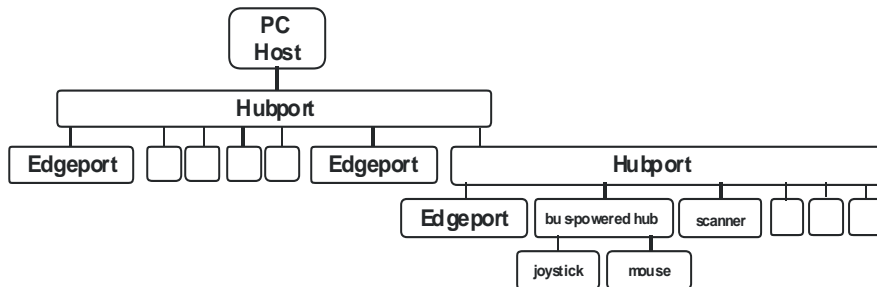 PC
Host
Hubport
Edgeport
Edgeport
Hubport
Edgeport
bus-powered hub
scanner
joystick
mouse